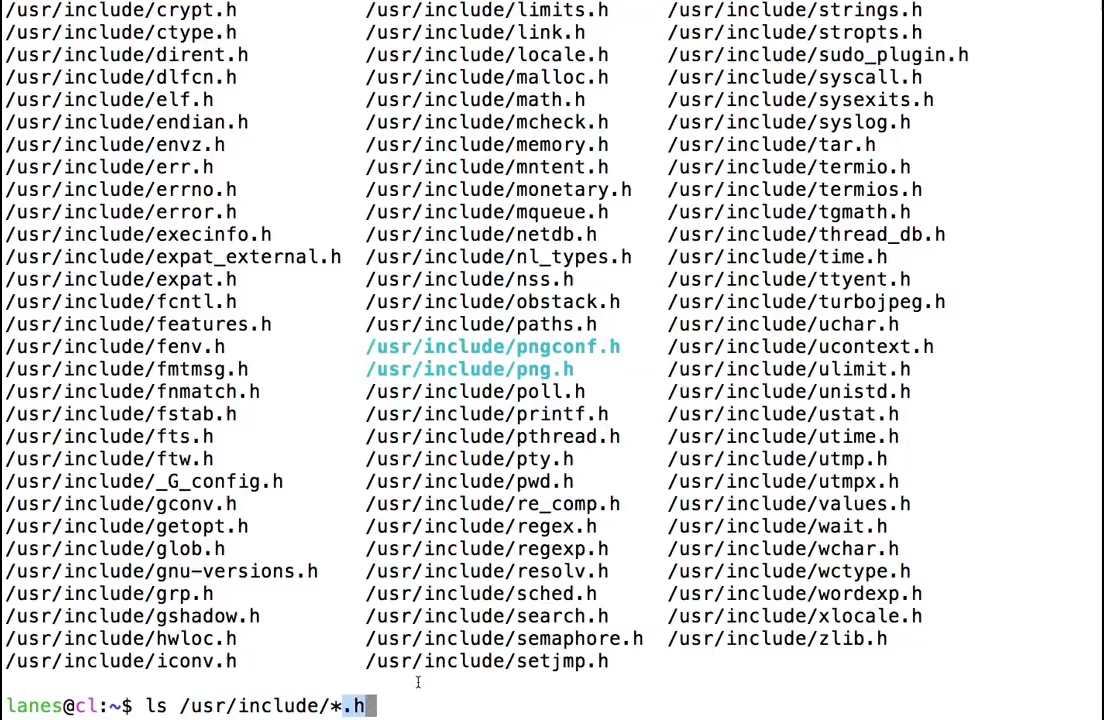 /usr/include/crypt.h /usr/include/limits.h /usr/include/strings.h
/usr/include/ctype.h /usr/include/link.h /usr/include/stropts.h
/usr/include/dirent.h /usr/include/locale.h /usr/include/sudo_plugin.h
/usr/include/dlfcn.h /usr/include/malloc.h /usr/include/syscall.h
/usr/include/elf.h /usr/include/math.h /usr/include/sysexits.h
/usr/include/endian.h /usr/include/mcheck.h /usr/include/syslog.h
/usr/include/envz.h /usr/include/memory.h /usr/include/tar.h
/usr/include/err.h /usr/include/mntent.h /usr/include/termio.h
/usr/include/errno.h /usr/include/monetary.h /usr/include/termios.h
/usr/include/error.h /usr/include/mqueue.h /usr/include/tgmath.h
/usr/include/execinfo.h /usr/include/netdb.h /usr/include/thread_db.h
/usr/include/expat_external.h /usr/include/nl_types.h /usr/include/time.h
/usr/include/expat.h /usr/include/nss.h /usr/include/ttyent.h
/usr/include/fcntl.h /usr/include/obstack.h /usr/include/turbojpeg.h
/usr/include/features.h /usr/include/paths.h /usr/include/uchar.h
/usr/include/fenv.h /usr/include/pngconf.h /usr/include/ucontext.h
/usr/include/fmtmsg.h /usr/include/png.h /usr/include/ulimit.h
/usr/include/fnmatch.h /usr/include/poll.h /usr/include/unistd.h
/usr/include/fstab.h /usr/include/printf.h /usr/include/ustat.h
/usr/include/fts.h /usr/include/pthread.h /usr/include/utime.h
/usr/include/ftw.h /usr/include/pty.h /usr/include/utmp.h
/usr/include/_G_config.h /usr/include/pwd.h /usr/include/utmpx.h
/usr/include/gconv.h /usr/include/re_comp.h /usr/include/values.h
/usr/include/getopt.h /usr/include/regex.h /usr/include/wait.h
/usr/include/glob.h /usr/include/regexp.h /usr/include/wchar.h
/usr/include/gnu-versions.h /usr/include/resolv.h /usr/include/wctype.h
/usr/include/grp.h /usr/include/sched.h /usr/include/wordexp.h
/usr/include/gshadow.h /usr/include/search.h /usr/include/xlocale.h
/usr/include/hwloc.h /usr/include/semaphore.h /usr/include/zlib.h
/usr/include/iconv.h /usr/include/setjmp.h
lanes@cl:~$ ls /usr/include/*.h